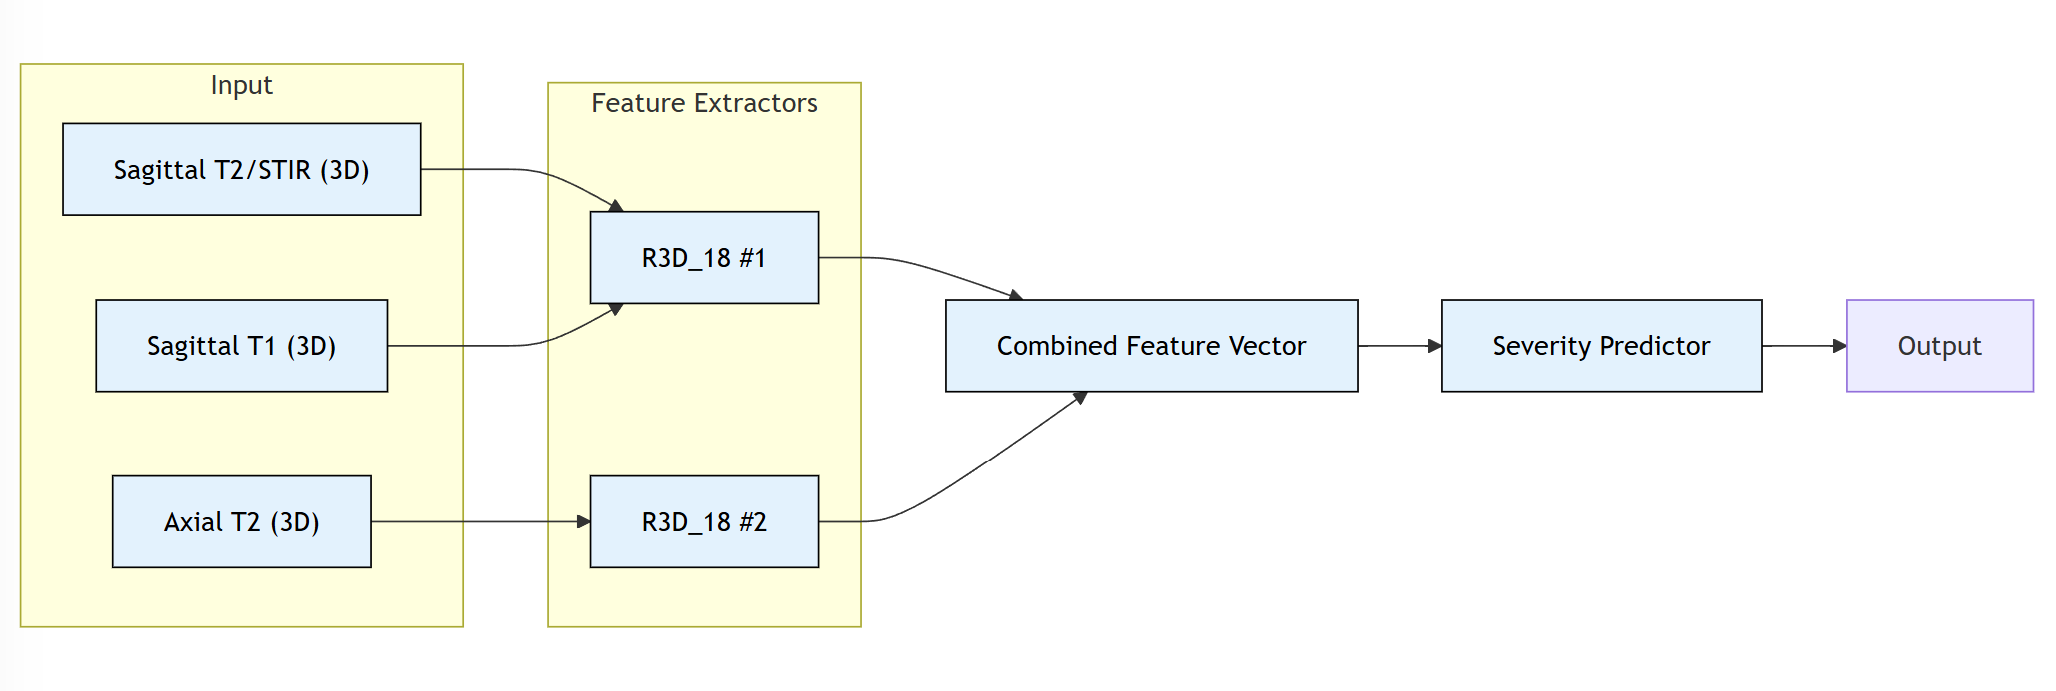 Input
Sagittal T2/STIR (3D)
Sagittal T1 (3D)
Axial T2 (3D)
Feature Extractors
R3D_18 #1
R3D_18 #2
Combined Feature Vector
Severity Predictor
Output